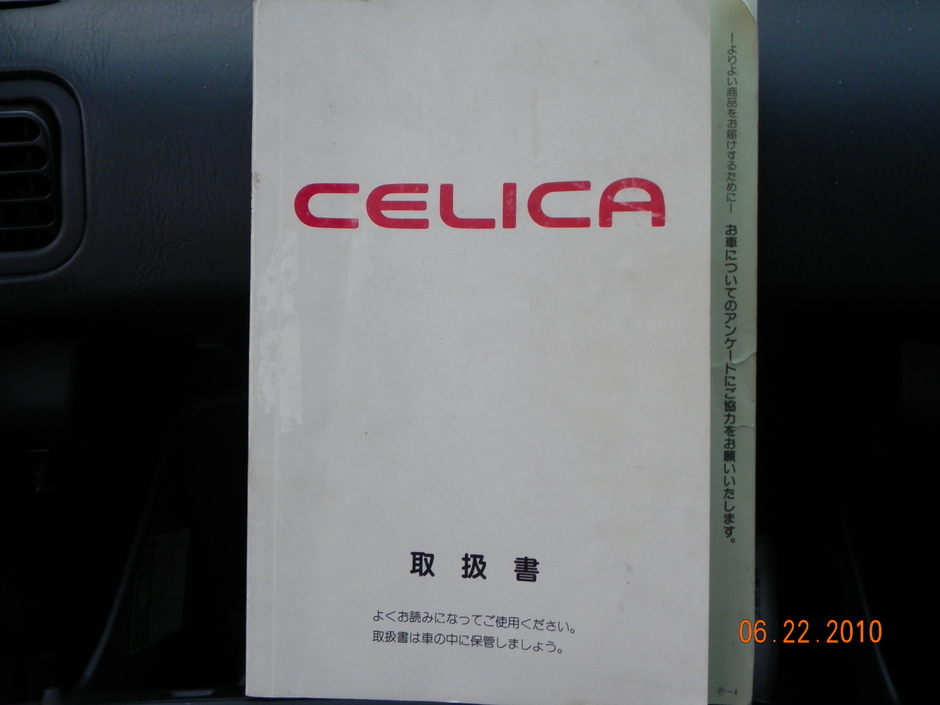 CELICA
取扱書
よくお読みになってご使用ください。
取扱書は車の中に保管しましょう。
―よりよい商品をお届けするために― お車についてのアンケートにご協力をお願いいたします。
Ⓟ−4
06.22.2010